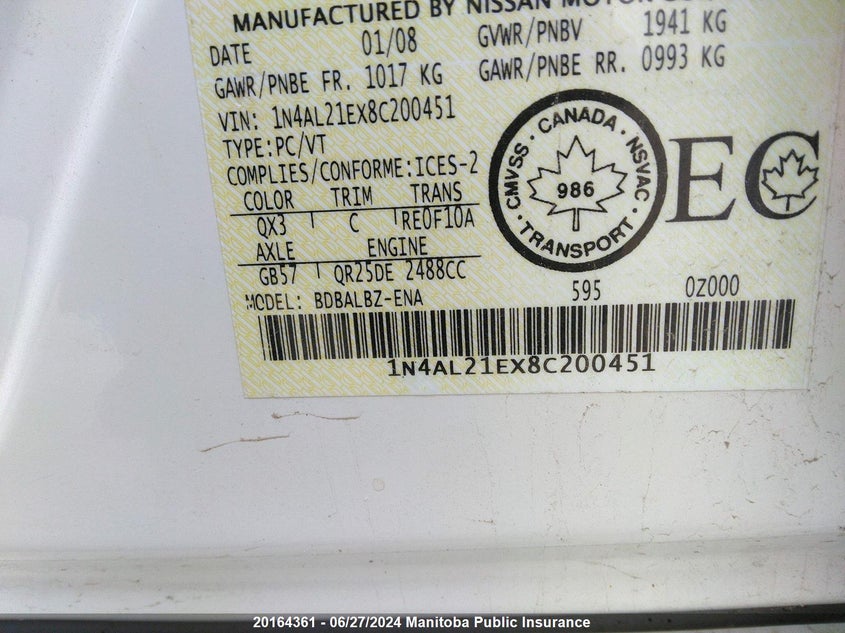 MANUFACTURED BY NISSAN MOTOR
DATE 01/08 GVWR/PNBV 1941 KG
GAWR/PNBE FR. 1017 KG GAWR/PNBE RR. 0993 KG
VIN: 1N4AL21EX8C200451
TYPE:PC/VT
COMPLIES/CONFORME:ICES-2
COLOR TRIM TRANS
QX3 C RE0F10A
AXLE ENGINE
GB57 QR25DE 2488CC
MODEL: BDBALBZ-ENA 595 0Z000
CMVSS · CANADA · NSVAC · TRANSPORT ·
986
EC
1N4AL21EX8C200451
20164361 - 06/27/2024 Manitoba Public Insurance